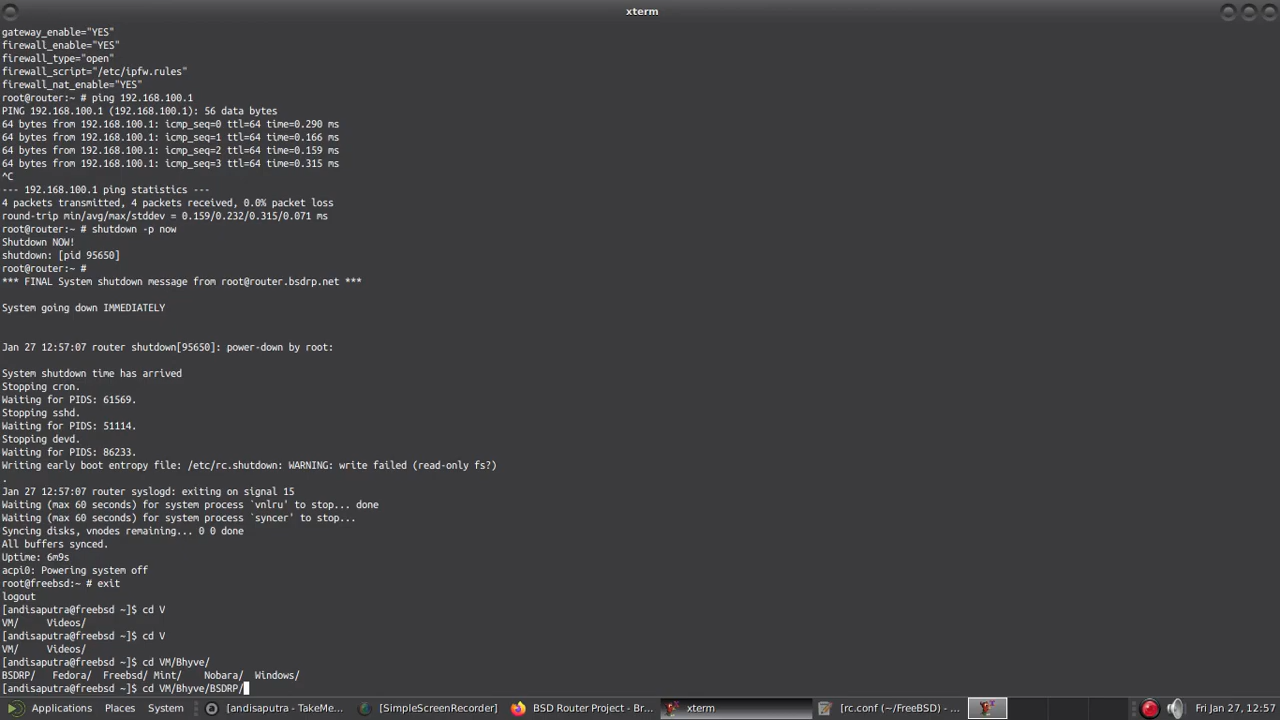 xterm
gateway_enable="YES"
firewall_enable="YES"
firewall_type="open"
firewall_script="/etc/ipfw.rules"
firewall_nat_enable="YES"
root@router:~ # ping 192.168.100.1
PING 192.168.100.1 (192.168.100.1): 56 data bytes
64 bytes from 192.168.100.1: icmp_seq=0 ttl=64 time=0.290 ms
64 bytes from 192.168.100.1: icmp_seq=1 ttl=64 time=0.166 ms
64 bytes from 192.168.100.1: icmp_seq=2 ttl=64 time=0.159 ms
64 bytes from 192.168.100.1: icmp_seq=3 ttl=64 time=0.315 ms
^C
--- 192.168.100.1 ping statistics ---
4 packets transmitted, 4 packets received, 0.0% packet loss
round-trip min/avg/max/stddev = 0.159/0.232/0.315/0.071 ms
root@router:~ # shutdown -p now
Shutdown NOW!
shutdown: [pid 95650]
root@router:~ #
*** FINAL System shutdown message from root@router.bsdrp.net ***
System going down IMMEDIATELY
Jan 27 12:57:07 router shutdown[95650]: power-down by root:
System shutdown time has arrived
Stopping cron.
Waiting for PIDS: 61569.
Stopping sshd.
Waiting for PIDS: 51114.
Stopping devd.
Waiting for PIDS: 86233.
Writing early boot entropy file: /etc/rc.shutdown: WARNING: write failed (read-only fs?)
.
Jan 27 12:57:07 router syslogd: exiting on signal 15
Waiting (max 60 seconds) for system process `vnlru' to stop... done
Waiting (max 60 seconds) for system process `syncer' to stop...
Syncing disks, vnodes remaining... 0 0 done
All buffers synced.
Uptime: 6m9s
acpi0: Powering system off
root@freebsd:~ # exit
logout
[andisaputra@freebsd ~]$ cd V
VM/     Videos/
[andisaputra@freebsd ~]$ cd V
VM/     Videos/
[andisaputra@freebsd ~]$ cd VM/Bhyve/
BSDRP/   Fedora/  Freebsd/ Mint/    Nobara/  Windows/
[andisaputra@freebsd ~]$ cd VM/Bhyve/BSDRP/
Applications Places System [andisaputra - TakeMe... [SimpleScreenRecorder] BSD Router Project - Br... xterm [rc.conf (~/FreeBSD) - ... Fri Jan 27, 12:57